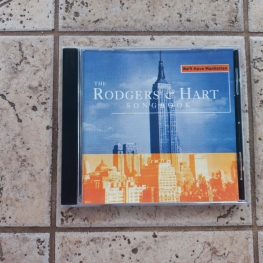 We'll Have Manhattan
THE
RODGERS & HART
SONGBOOK